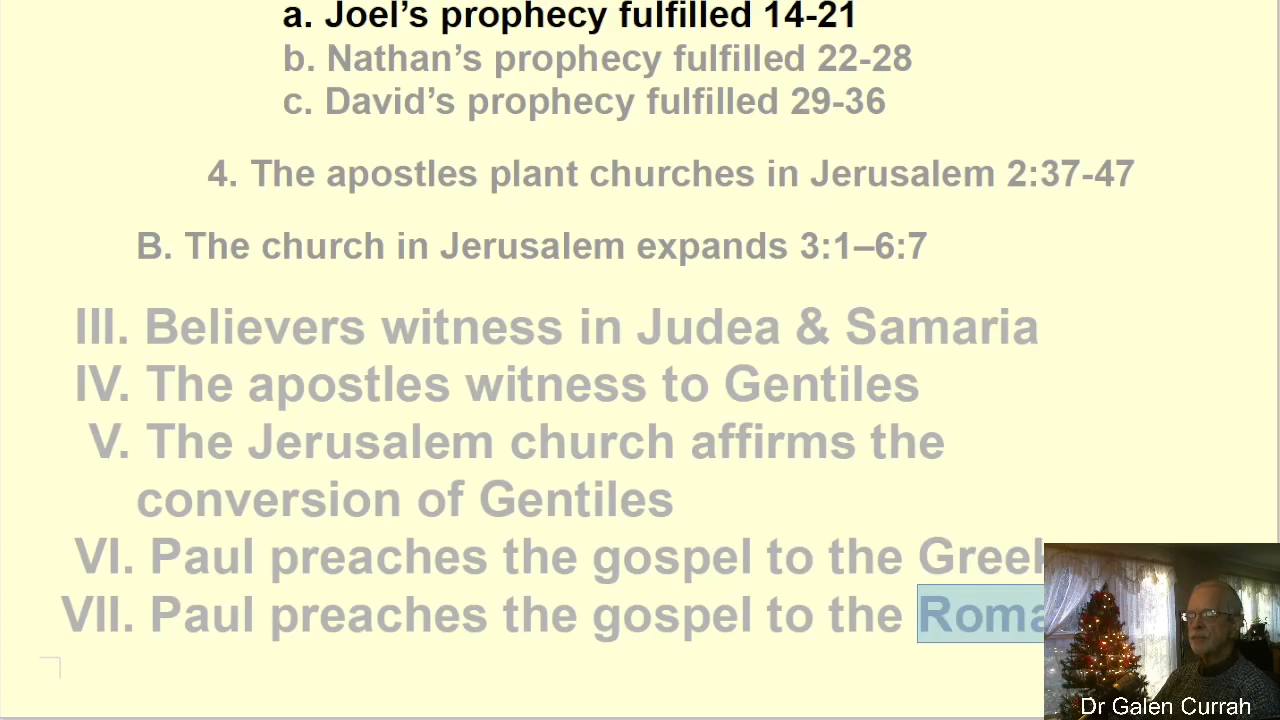 a. Joel’s prophecy fulfilled 14-21
b. Nathan’s prophecy fulfilled 22-28
c. David’s prophecy fulfilled 29-36
4. The apostles plant churches in Jerusalem 2:37-47
B. The church in Jerusalem expands 3:1–6:7
III. Believers witness in Judea & Samaria
IV. The apostles witness to Gentiles
V. The Jerusalem church affirms the
conversion of Gentiles
VI. Paul preaches the gospel to the
VII. Paul preaches the gospel to the
Dr Galen Currah